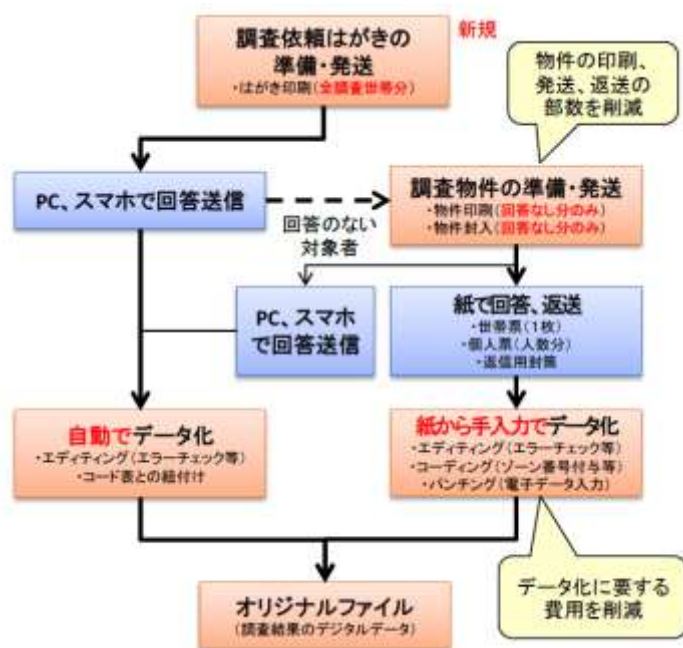 調査依頼はがきの
準備・発送
・はがき印刷(全調査世帯分)
新規
物件の印刷、
発送、返送の
部数を削減
PC、スマホで回答送信
回答のない
対象者
調査物件の準備・発送
・物件印刷(回答なし分のみ)
・物件封入(回答なし分のみ)
PC、スマホ
で回答送信
紙で回答、返送
・世帯票(1枚)
・個人票(人数分)
・返信用封筒
自動でデータ化
・エディティング(エラーチェック等)
・コード表との紐付け
紙から手入力でデータ化
・エディティング(エラーチェック等)
・コーディング(ゾーン番号付与等)
・パンチング(電子データ入力)
データ化に要する
費用を削減
オリジナルファイル
(調査結果のデジタルデータ)